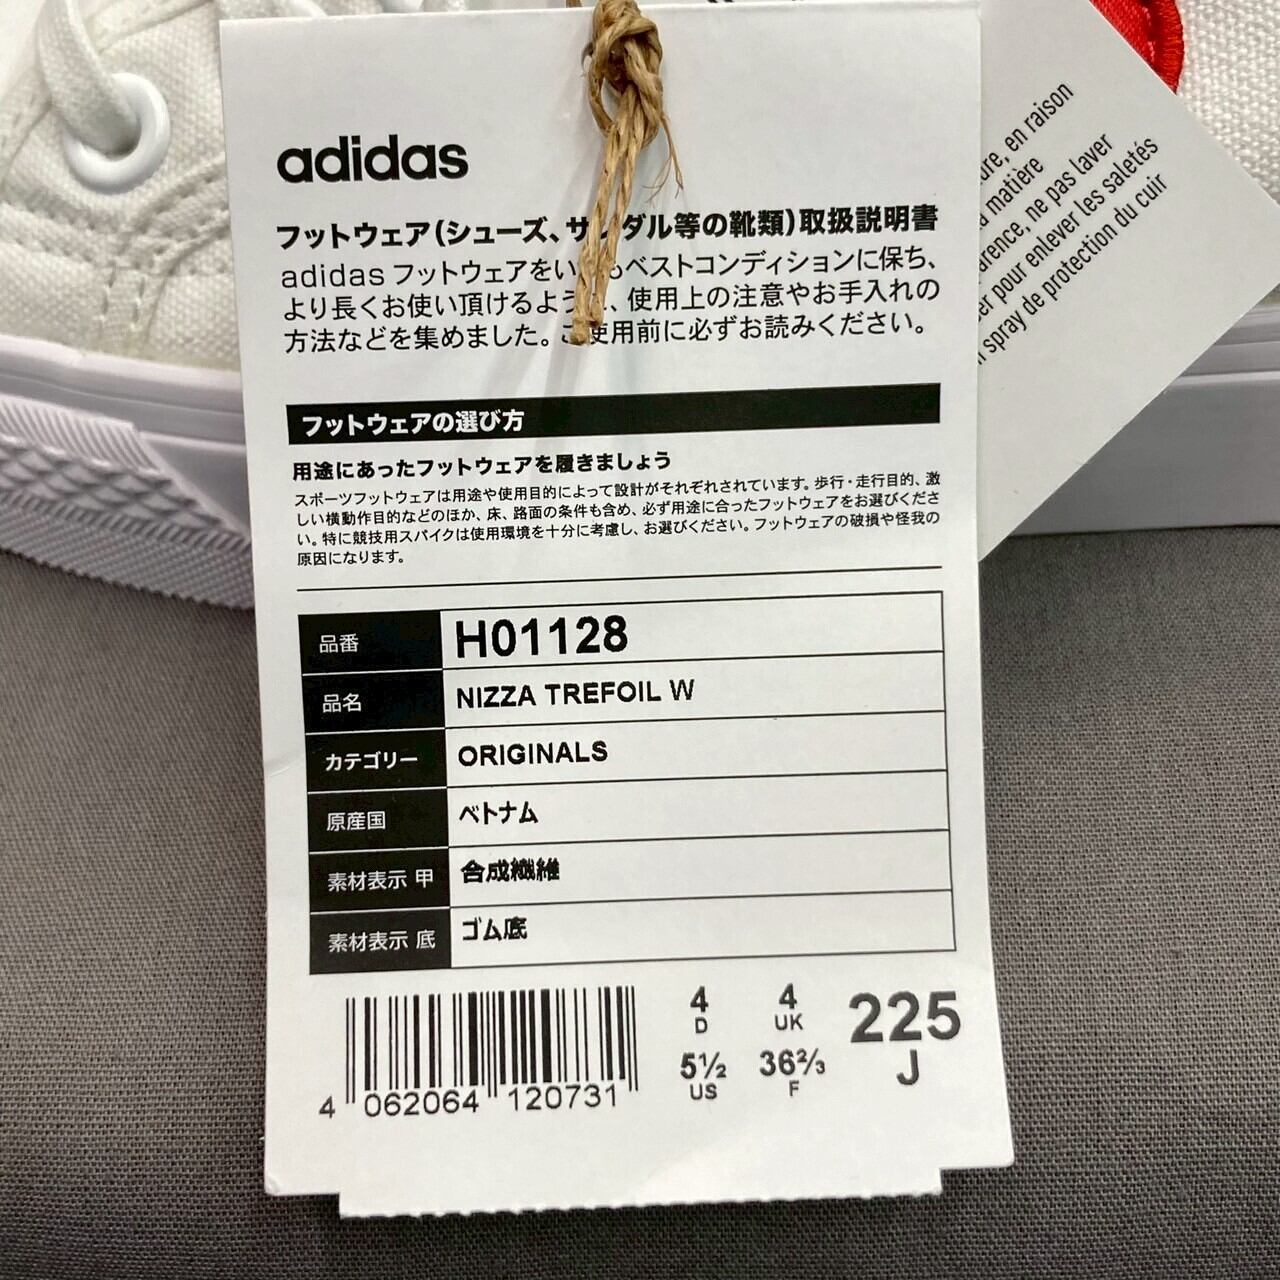 adidas
フットウェア(シューズ、サンダル等の靴類)取扱説明書
adidas フットウェアをいつもベストコンディションに保ち、
より長くお使い頂けるように、使用上の注意やお手入れの
方法などを集めました。ご使用前に必ずお読みください。
フットウェアの選び方
用途にあったフットウェアを履きましょう
スポーツフットウェアは用途や使用目的によって設計がそれぞれされています。歩行・走行目的、激
しい横動作目的などのほか、床、路面の条件も含め、必ず用途に合ったフットウェアをお選びくださ
い。特に競技用スパイクは使用環境を十分に考慮し、お選びください。フットウェアの破損や怪我の
原因になります。
品番 H01128
品名 NIZZA TREFOIL W
カテゴリー ORIGINALS
原産国 ベトナム
素材表示 甲 合成繊維
素材表示 底 ゴム底
4 062064 120731
4 4 225
D UK J
5½ 36⅔
US F
en raison
matière
ne pas laver
pour enlever les saletés
spray de protection du cuir